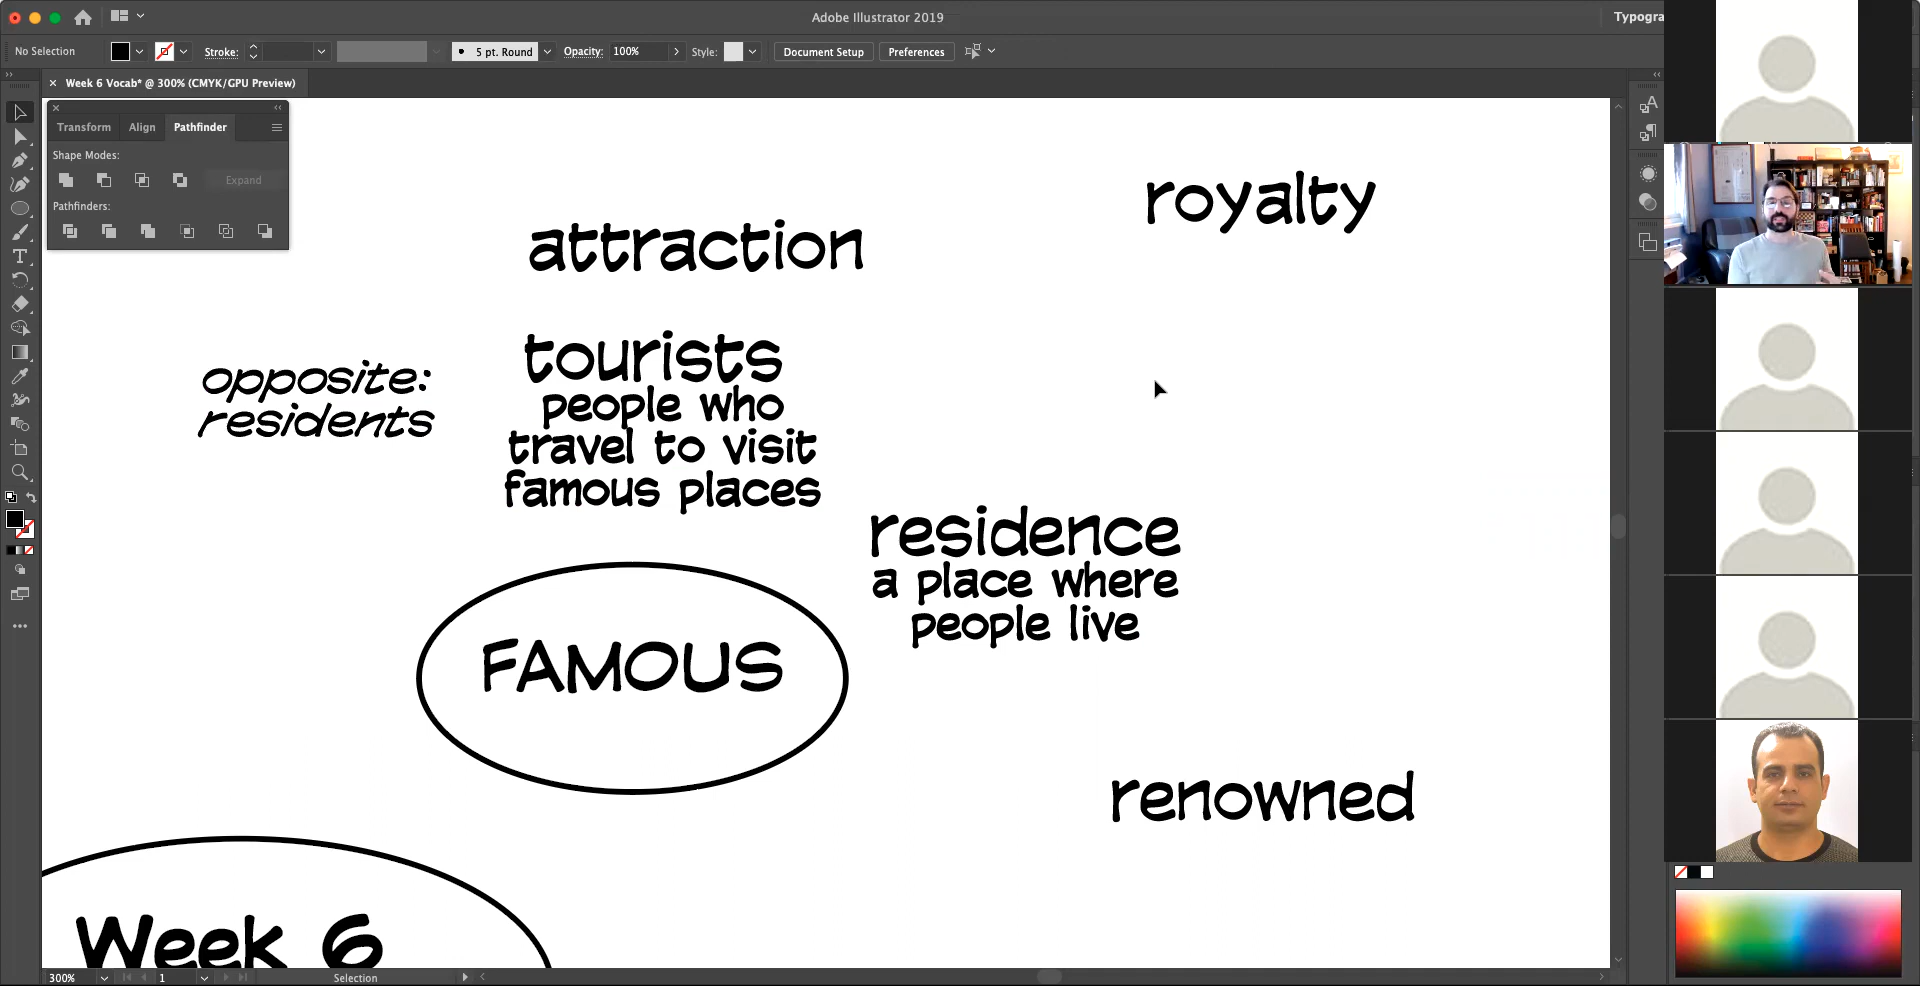 Adobe Illustrator 2019
Typogra
No Selection
Stroke:
5 pt. Round
Opacity:
100%
Style:
Document Setup
Preferences
Week 6 Vocab* @ 300% (CMYK/GPU Preview)
Transform
Align
Pathfinder
Shape Modes:
Expand
Pathfinders:
royalty
attraction
opposite:
residents
tourists
people who
travel to visit
famous places
residence
a place where
people live
FAMOUS
renowned
Week 6
300%
1
Selection